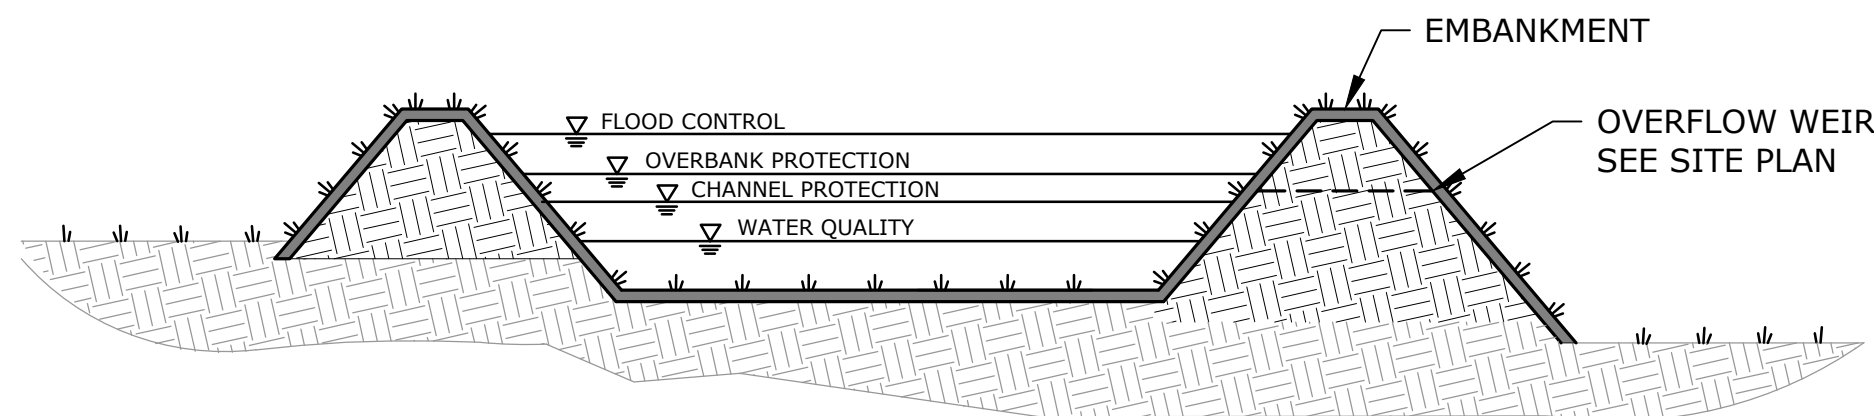 EMBANKMENT
OVERFLOW WEIR
SEE SITE PLAN
FLOOD CONTROL
OVERBANK PROTECTION
CHANNEL PROTECTION
WATER QUALITY